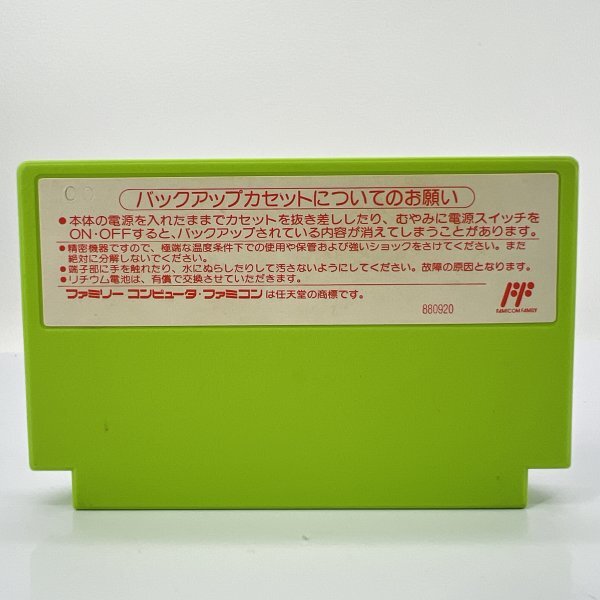 バックアップカセットについてのお願い
●本体の電源を入れたままでカセットを抜き差ししたり、むやみに電源スイッチを
ON・OFFすると、バックアップされている内容が消えてしまうことがあります。
●精密機器ですので、極端な温度条件下での使用や保管および強いショックをさけてください。また
絶対に分解しないでください。
●端子部に手を触れたり、水にぬらしたりして汚さないようにしてください。故障の原因となります。
●リチウム電池は、有償で交換させていただきます。
ファミリー コンピュータ・ファミコン は任天堂の商標です。
880920
FAMICOM FAMILY